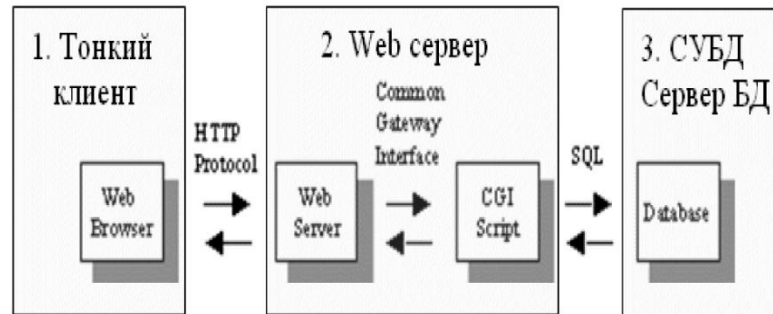 1. Тонкий
клиент
Web
Browser
HTTP
Protocol
2. Web сервер
Web
Server
Common
Gateway
Interface
CGI
Script
SQL
3. СУБД
Сервер БД
Database